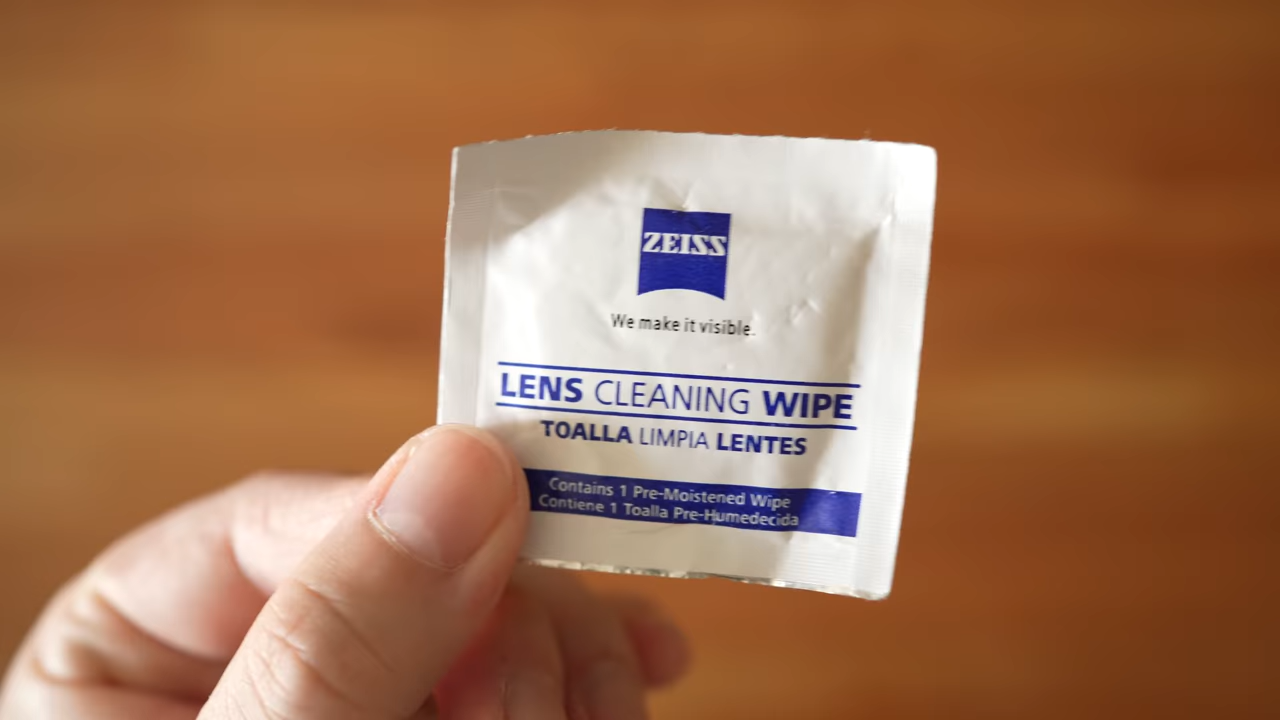 ZEISS
We make it visible.
LENS CLEANING WIPE
TOALLA LIMPIA LENTES
Contains 1 Pre-Moistened Wipe
Contiene 1 Toalla Pre-Humedecida